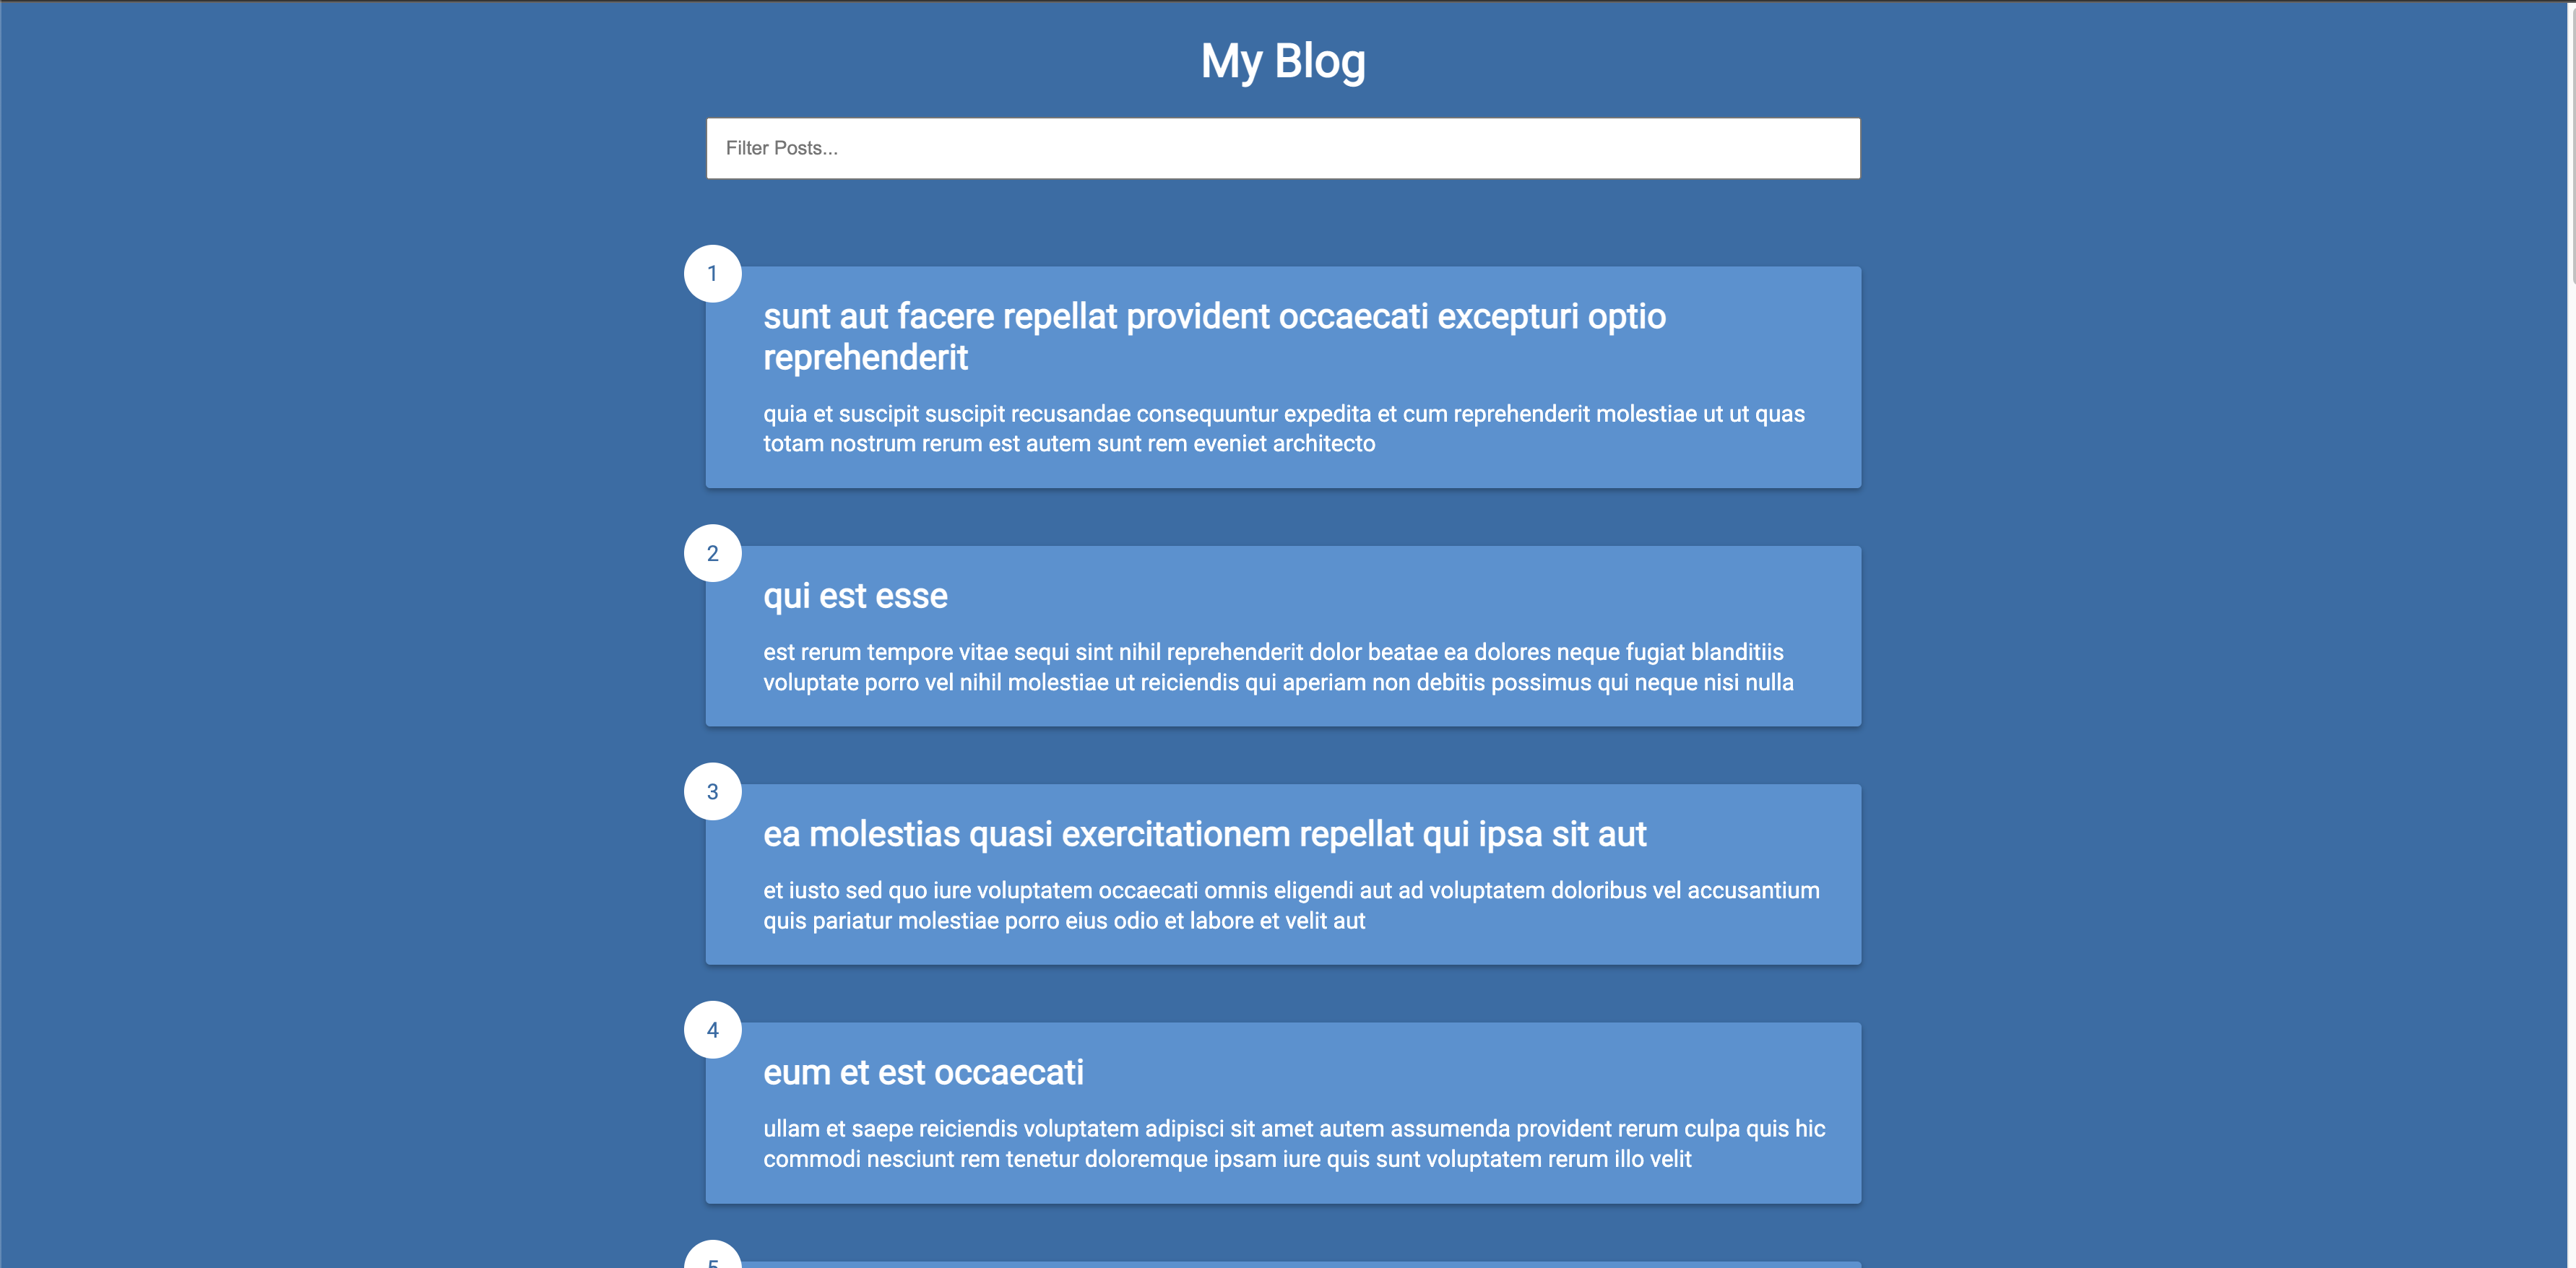 My Blog
Filter Posts...
1
sunt aut facere repellat provident occaecati excepturi optio
reprehenderit
quia et suscipit suscipit recusandae consequuntur expedita et cum reprehenderit molestiae ut ut quas
totam nostrum rerum est autem sunt rem eveniet architecto
2
qui est esse
est rerum tempore vitae sequi sint nihil reprehenderit dolor beatae ea dolores neque fugiat blanditiis
voluptate porro vel nihil molestiae ut reiciendis qui aperiam non debitis possimus qui neque nisi nulla
3
ea molestias quasi exercitationem repellat qui ipsa sit aut
et iusto sed quo iure voluptatem occaecati omnis eligendi aut ad voluptatem doloribus vel accusantium
quis pariatur molestiae porro eius odio et labore et velit aut
4
eum et est occaecati
ullam et saepe reiciendis voluptatem adipisci sit amet autem assumenda provident rerum culpa quis hic
commodi nesciunt rem tenetur doloremque ipsam iure quis sunt voluptatem rerum illo velit
5